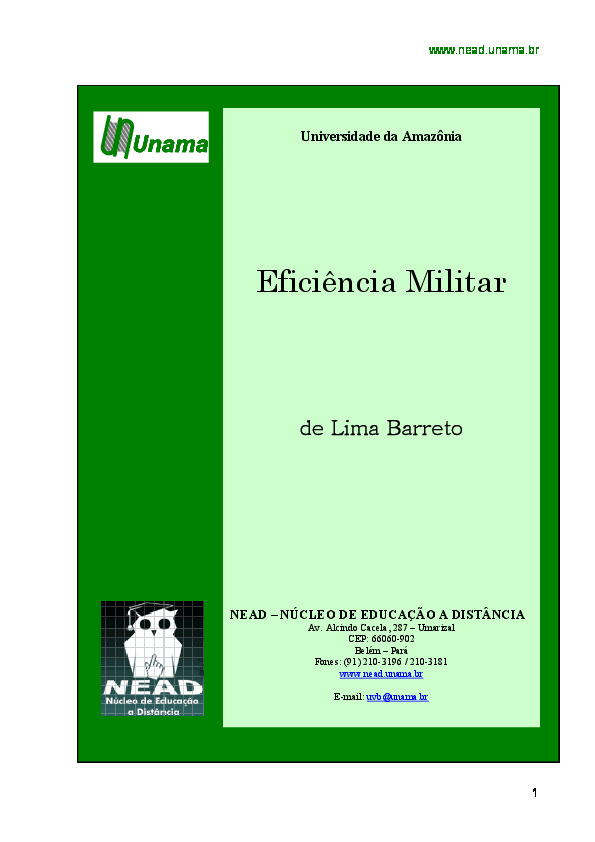 www.nead.unama.br
Unama
Universidade da Amazônia
Eficiência Militar
de Lima Barreto
NEAD – NÚCLEO DE EDUCAÇÃO A DISTÂNCIA
Av. Alcindo Cacela, 287 – Umarizal
CEP: 66060-902
Belém – Pará
Fones: (91) 210-3196 / 210-3181
www.nead.unama.br
E-mail: uvb@unama.br
NEAD
Núcleo de Educação
a Distância
1